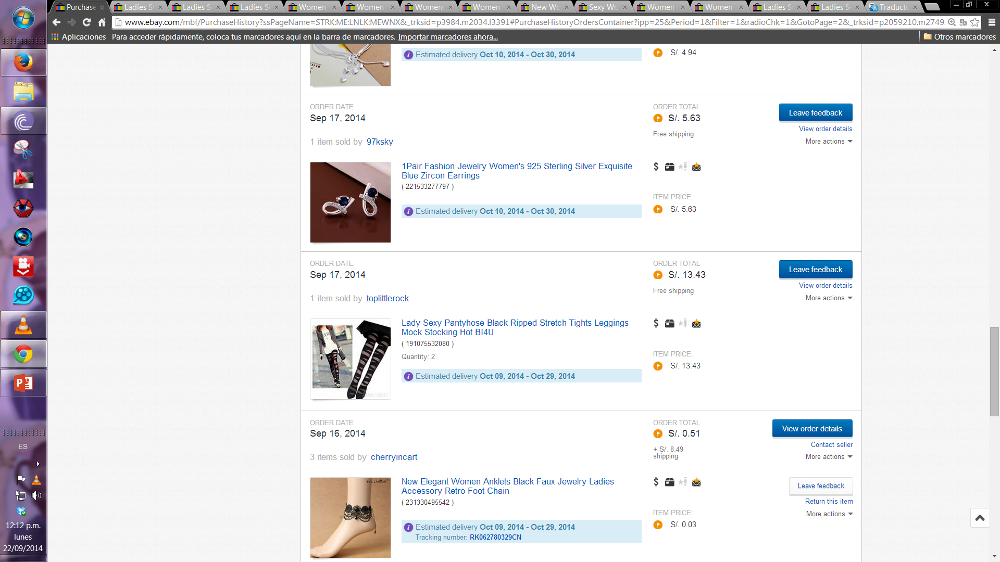 Purchase
Ladies S
Ladies S
Ladies S
Women
Women
Womens
Women
New Wo
Sexy Wo
Women
Women
Ladies S
Ladies S
Traducto
www.ebay.com/mbf/PurchaseHistory?ssPageName=STRK:ME:LNLK:MEWNX&_trksid=p3984.m2034.l3391#PurchaseHistoryOrdersContainer?ipp=25&Period=1&Filter=1&radioChk=1&GotoPage=2&_trksid=p2059210.m2749.
Aplicaciones Para acceder rápidamente, coloca tus marcadores aquí en la barra de marcadores. Importar marcadores ahora... Otros marcadores
Estimated delivery Oct 10, 2014 - Oct 30, 2014
S/. 4.94
ORDER DATE
Sep 17, 2014
ORDER TOTAL
S/. 5.63
Free shipping
Leave feedback
View order details
More actions
1 item sold by 97ksky
1Pair Fashion Jewelry Women's 925 Sterling Silver Exquisite
Blue Zircon Earrings
( 221533277797 )
Estimated delivery Oct 10, 2014 - Oct 30, 2014
ITEM PRICE:
S/. 5.63
ORDER DATE
Sep 17, 2014
ORDER TOTAL
S/. 13.43
Free shipping
Leave feedback
View order details
More actions
1 item sold by toplittlerock
Lady Sexy Pantyhose Black Ripped Stretch Tights Leggings
Mock Stocking Hot BI4U
( 191075532080 )
Quantity: 2
Estimated delivery Oct 09, 2014 - Oct 29, 2014
ITEM PRICE:
S/. 13.43
ORDER DATE
Sep 16, 2014
ORDER TOTAL
S/. 0.51
+ S/. 8.49
shipping
View order details
Contact seller
More actions
3 items sold by cherryincart
EVIL LAMOUR
New Elegant Women Anklets Black Faux Jewelry Ladies
Accessory Retro Foot Chain
( 231330495542 )
Estimated delivery Oct 09, 2014 - Oct 29, 2014
Tracking number: RK062780329CN
ITEM PRICE:
S/. 0.03
Leave feedback
Return this item
More actions
ES
12:12 p.m.
lunes
22/09/2014